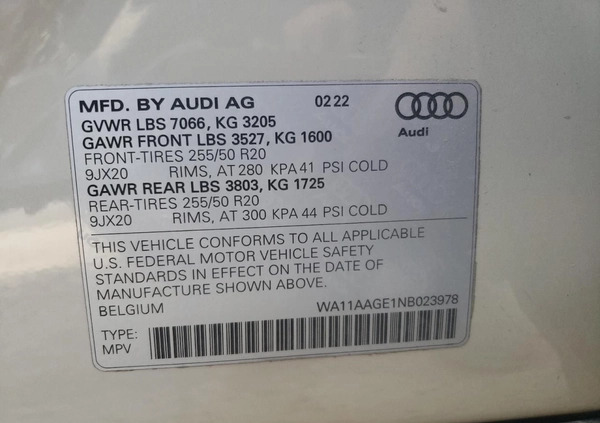 MFD. BY AUDI AG 02 22
GVWR LBS 7066, KG 3205
GAWR FRONT LBS 3527, KG 1600
FRONT-TIRES 255/50 R20
9JX20 RIMS, AT 280 KPA 41 PSI COLD
GAWR REAR LBS 3803, KG 1725
REAR-TIRES 255/50 R20
9JX20 RIMS, AT 300 KPA 44 PSI COLD
Audi
THIS VEHICLE CONFORMS TO ALL APPLICABLE
U.S. FEDERAL MOTOR VEHICLE SAFETY
STANDARDS IN EFFECT ON THE DATE OF
MANUFACTURE SHOWN ABOVE.
BELGIUM WA11AAGE1NB023978
TYPE:
MPV